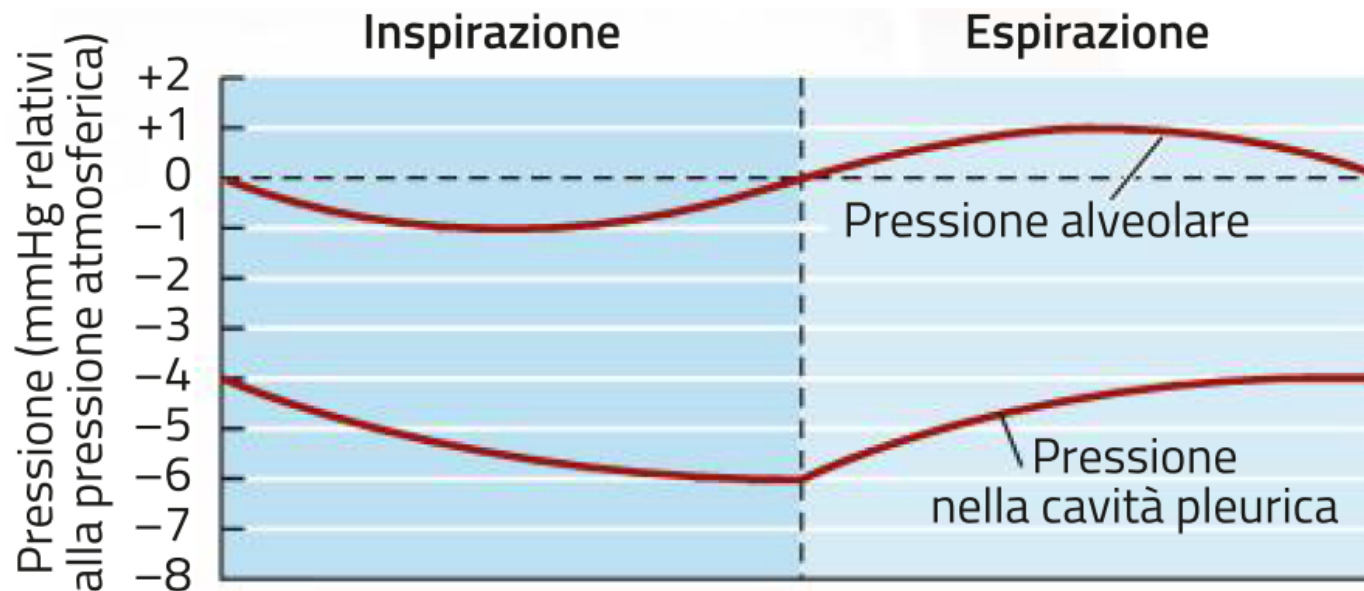 Inspirazione
Espirazione
Pressione (mmHg relativi
alla pressione atmosferica)
+2
+1
0
−1
−2
−3
−4
−5
−6
−7
−8
Pressione alveolare
Pressione
nella cavità pleurica